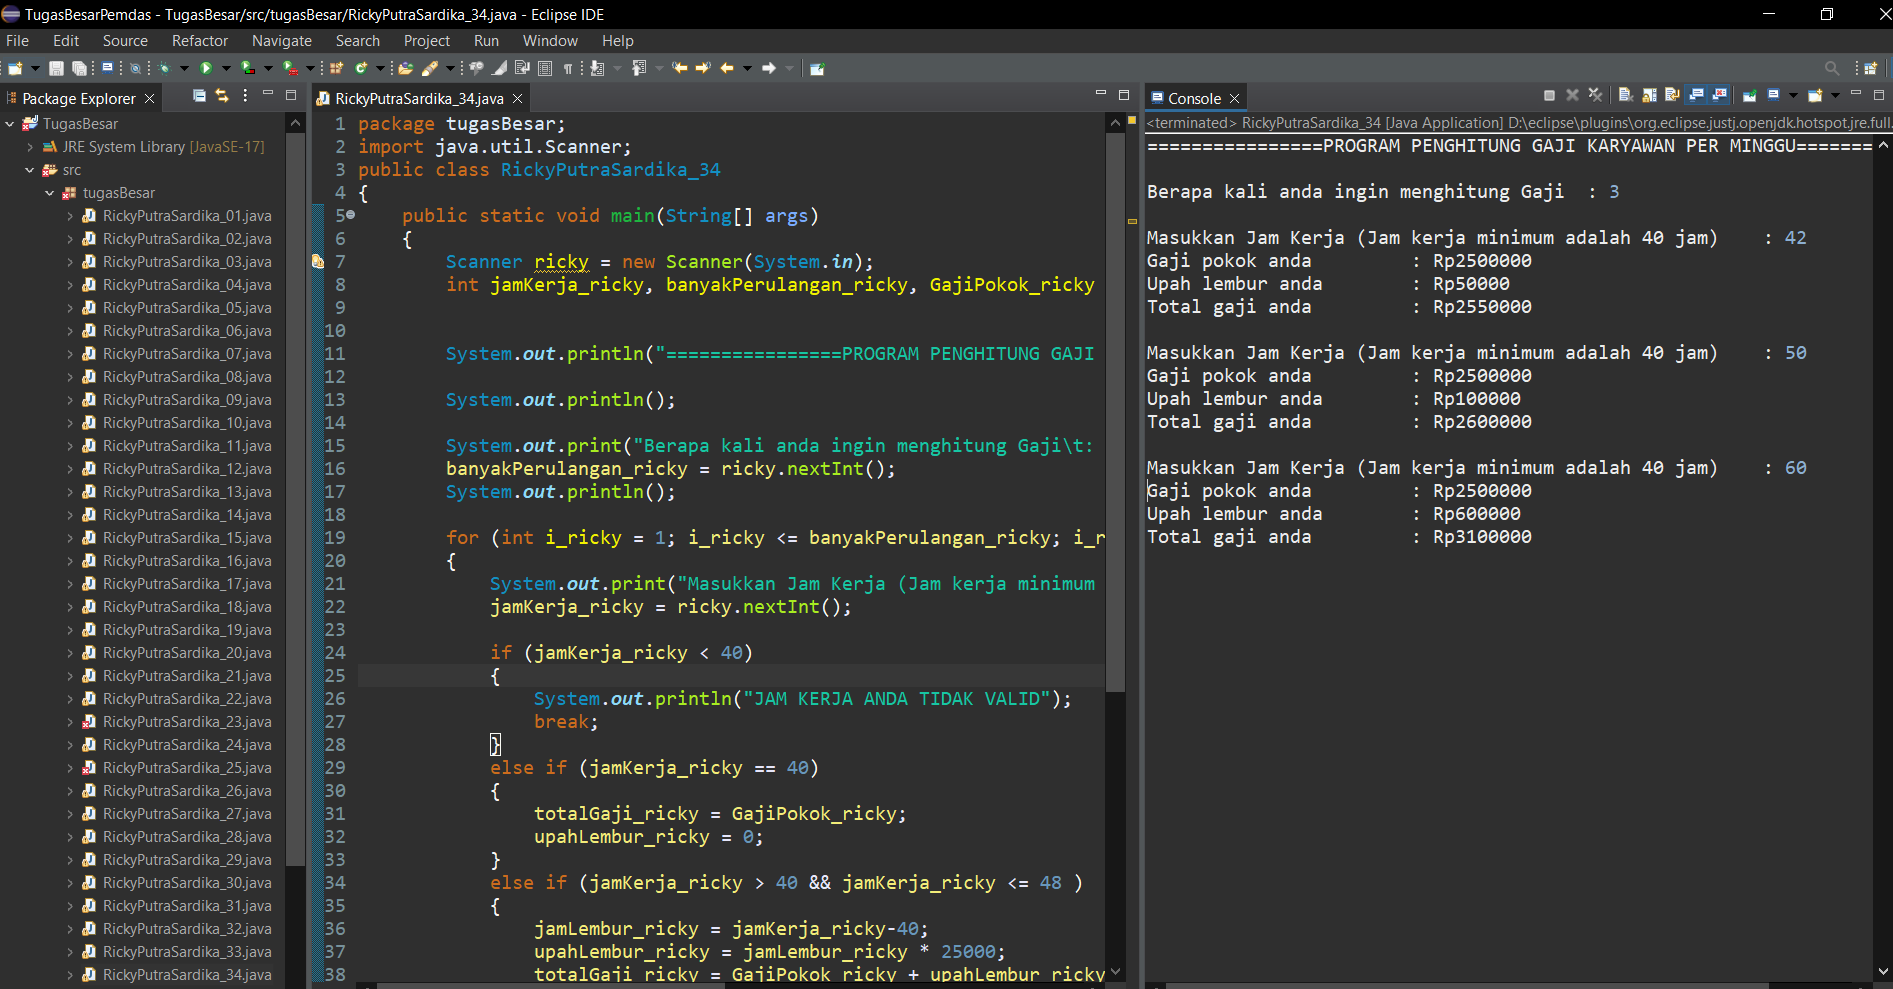 TugasBesarPemdas - TugasBesar/src/tugasBesar/RickyPutraSardika_34.java - Eclipse IDE
File Edit Source Refactor Navigate Search Project Run Window Help
Package Explorer
TugasBesar
JRE System Library [JavaSE-17]
src
tugasBesar
RickyPutraSardika_01.java
RickyPutraSardika_02.java
RickyPutraSardika_03.java
RickyPutraSardika_04.java
RickyPutraSardika_05.java
RickyPutraSardika_06.java
RickyPutraSardika_07.java
RickyPutraSardika_08.java
RickyPutraSardika_09.java
RickyPutraSardika_10.java
RickyPutraSardika_11.java
RickyPutraSardika_12.java
RickyPutraSardika_13.java
RickyPutraSardika_14.java
RickyPutraSardika_15.java
RickyPutraSardika_16.java
RickyPutraSardika_17.java
RickyPutraSardika_18.java
RickyPutraSardika_19.java
RickyPutraSardika_20.java
RickyPutraSardika_21.java
RickyPutraSardika_22.java
RickyPutraSardika_23.java
RickyPutraSardika_24.java
RickyPutraSardika_25.java
RickyPutraSardika_26.java
RickyPutraSardika_27.java
RickyPutraSardika_28.java
RickyPutraSardika_29.java
RickyPutraSardika_30.java
RickyPutraSardika_31.java
RickyPutraSardika_32.java
RickyPutraSardika_33.java
RickyPutraSardika_34.java
RickyPutraSardika_34.java
1 package tugasBesar;
2 import java.util.Scanner;
3 public class RickyPutraSardika_34
4 {
5 public static void main(String[] args)
6 {
7 Scanner ricky = new Scanner(System.in);
8 int jamKerja_ricky, banyakPerulangan_ricky, GajiPokok_ricky
9
10
11 System.out.println("================PROGRAM PENGHITUNG GAJI
12
13 System.out.println();
14
15 System.out.print("Berapa kali anda ingin menghitung Gaji\t:
16 banyakPerulangan_ricky = ricky.nextInt();
17 System.out.println();
18
19 for (int i_ricky = 1; i_ricky <= banyakPerulangan_ricky; i_r
20 {
21 System.out.print("Masukkan Jam Kerja (Jam kerja minimum
22 jamKerja_ricky = ricky.nextInt();
23
24 if (jamKerja_ricky < 40)
25 {
26 System.out.println("JAM KERJA ANDA TIDAK VALID");
27 break;
28 }
29 else if (jamKerja_ricky == 40)
30 {
31 totalGaji_ricky = GajiPokok_ricky;
32 upahLembur_ricky = 0;
33 }
34 else if (jamKerja_ricky > 40 && jamKerja_ricky <= 48 )
35 {
36 jamLembur_ricky = jamKerja_ricky-40;
37 upahLembur_ricky = jamLembur_ricky * 25000;
38 totalGaji_ricky = GajiPokok_ricky + upahLembur_ricky
Console
<terminated> RickyPutraSardika_34 [Java Application] D:\eclipse\plugins\org.eclipse.justj.openjdk.hotspot.jre.full.
================PROGRAM PENGHITUNG GAJI KARYAWAN PER MINGGU=======
Berapa kali anda ingin menghitung Gaji : 3
Masukkan Jam Kerja (Jam kerja minimum adalah 40 jam) : 42
Gaji pokok anda : Rp2500000
Upah lembur anda : Rp50000
Total gaji anda : Rp2550000
Masukkan Jam Kerja (Jam kerja minimum adalah 40 jam) : 50
Gaji pokok anda : Rp2500000
Upah lembur anda : Rp100000
Total gaji anda : Rp2600000
Masukkan Jam Kerja (Jam kerja minimum adalah 40 jam) : 60
Gaji pokok anda : Rp2500000
Upah lembur anda : Rp600000
Total gaji anda : Rp3100000